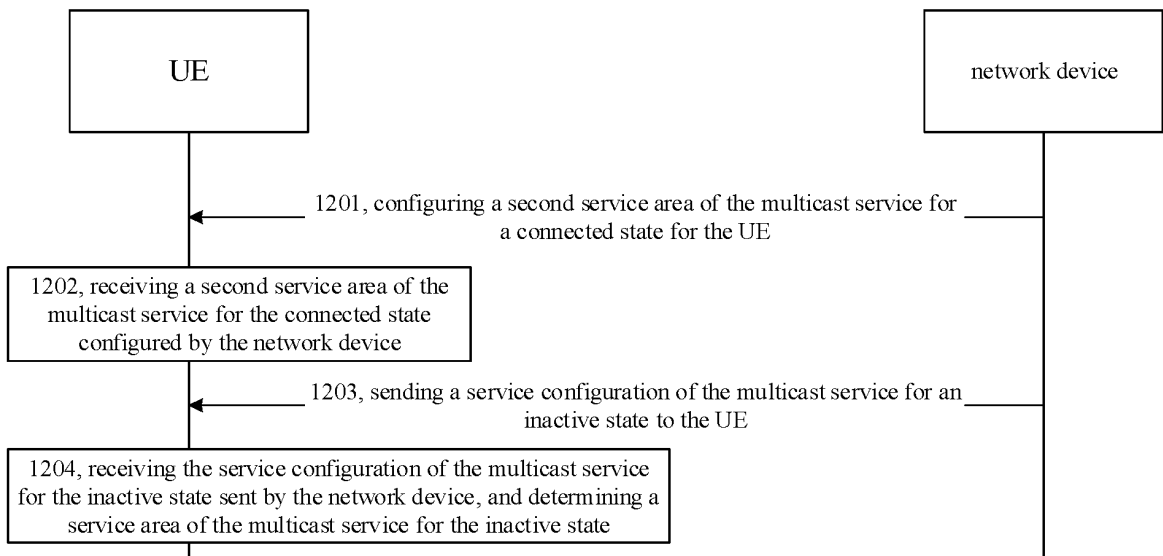 UE
network device
1201, configuring a second service area of the multicast service for
a connected state for the UE
1202, receiving a second service area of the
multicast service for the connected state
configured by the network device
1203, sending a service configuration of the multicast service for an
inactive state to the UE
1204, receiving the service configuration of the multicast service
for the inactive state sent by the network device, and determining a
service area of the multicast service for the inactive state